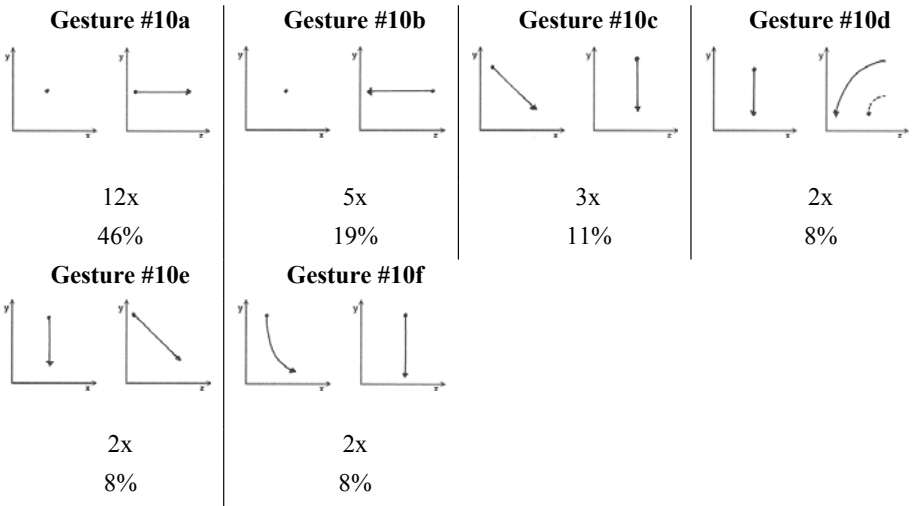 Gesture #10a Gesture #10b Gesture #10c Gesture #10d
y x y z y x y z y x y z y x y z
12x 5x 3x 2x
46% 19% 11% 8%
Gesture #10e Gesture #10f
y x y z y x y z
2x 2x
8% 8%